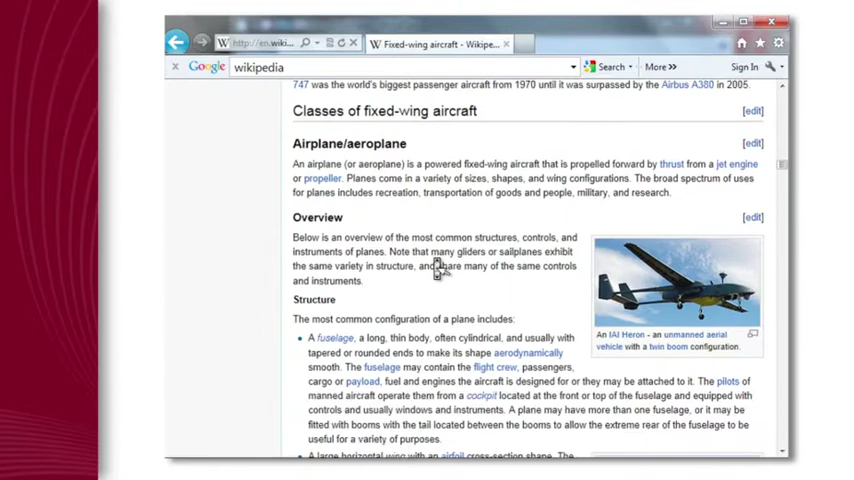 http://en.wiki...
Fixed-wing aircraft - Wikipe...
Google
wikipedia
Search
More »
Sign In
747 was the world's biggest passenger aircraft from 1970 until it was surpassed by the Airbus A380 in 2005.
Classes of fixed-wing aircraft [edit]
Airplane/aeroplane [edit]
An airplane (or aeroplane) is a powered fixed-wing aircraft that is propelled forward by thrust from a jet engine
or propeller. Planes come in a variety of sizes, shapes, and wing configurations. The broad spectrum of uses
for planes includes recreation, transportation of goods and people, military, and research.
Overview [edit]
Below is an overview of the most common structures, controls, and
instruments of planes. Note that many gliders or sailplanes exhibit
the same variety in structure, and share many of the same controls
and instruments.
Structure
The most common configuration of a plane includes:
• A fuselage, a long, thin body, often cylindrical, and usually with
tapered or rounded ends to make its shape aerodynamically
smooth. The fuselage may contain the flight crew, passengers,
cargo or payload, fuel and engines the aircraft is designed for or they may be attached to it. The pilots of
manned aircraft operate them from a cockpit located at the front or top of the fuselage and equipped with
controls and usually windows and instruments. A plane may have more than one fuselage, or it may be
fitted with booms with the tail located between the booms to allow the extreme rear of the fuselage to be
useful for a variety of purposes.
• A large horizontal wing with an airfoil cross-section shape. The
An IAI Heron - an unmanned aerial
vehicle with a twin boom configuration.